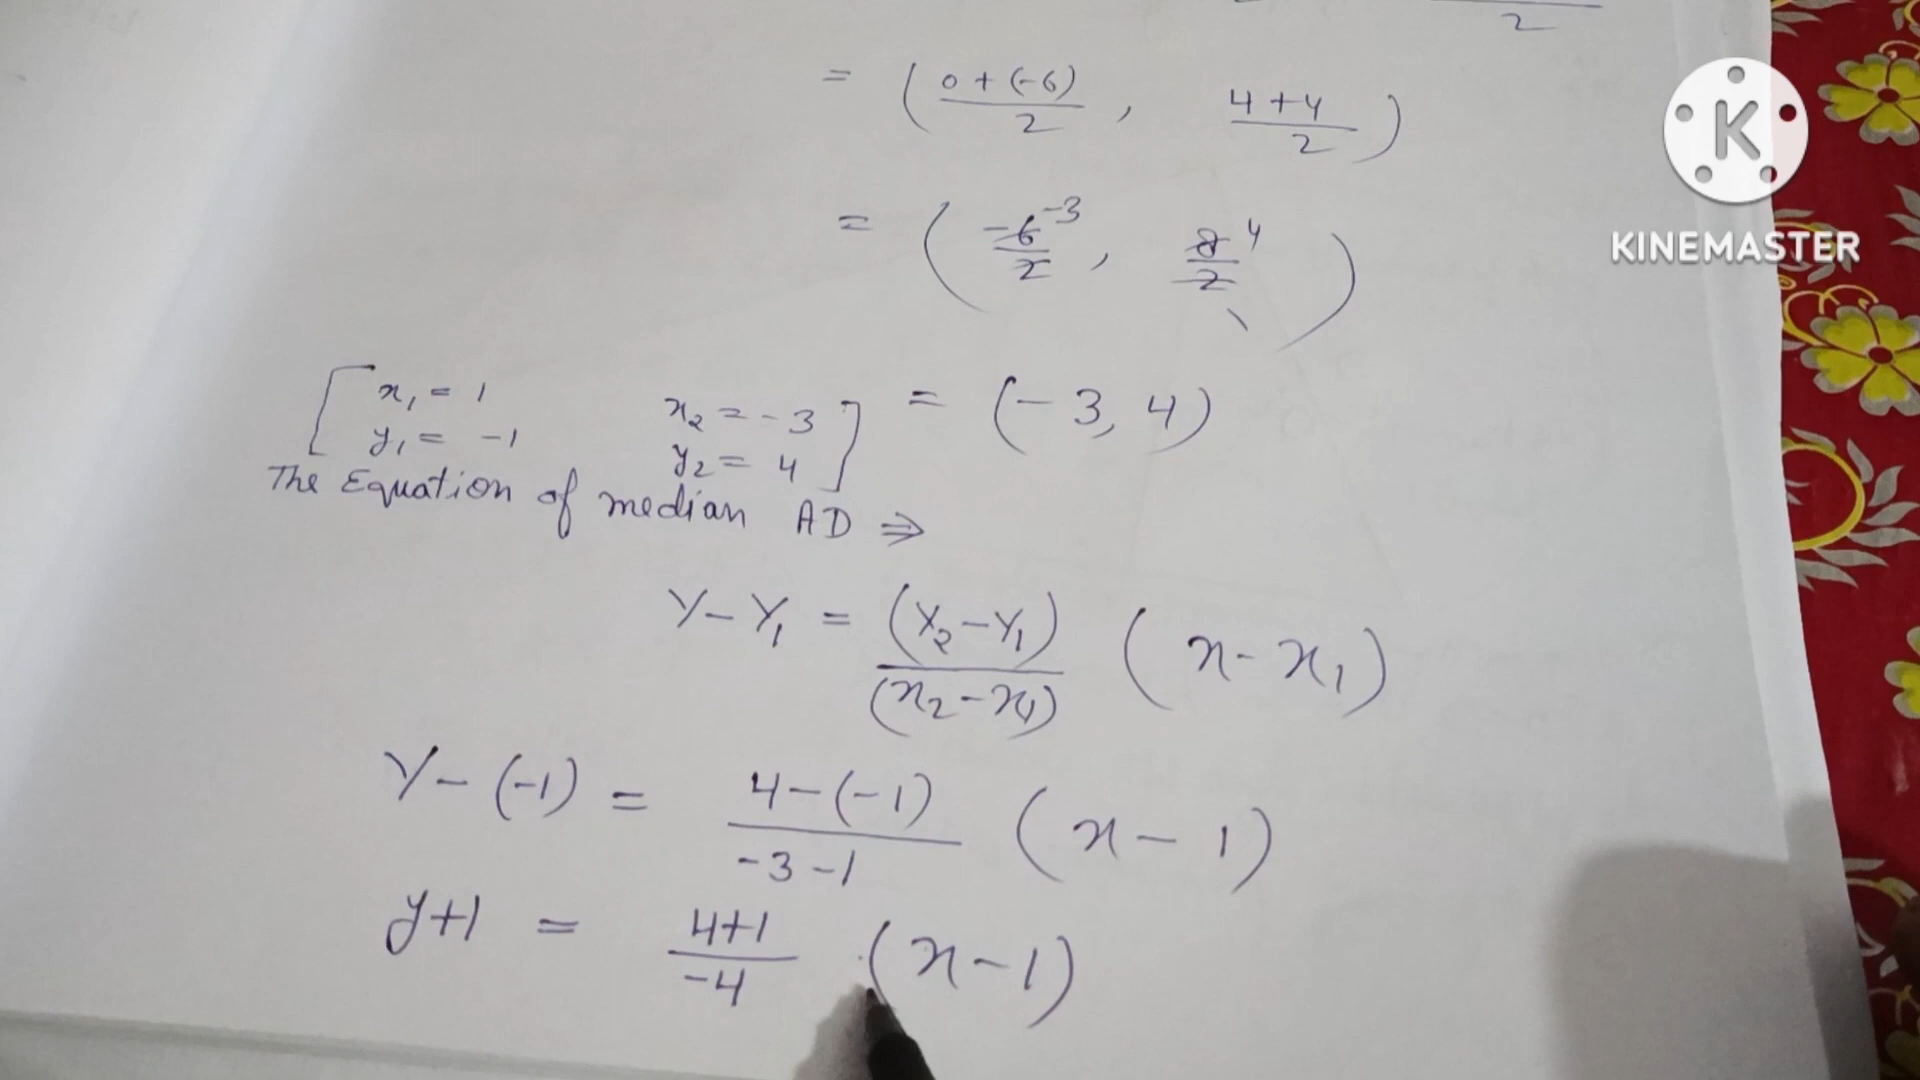 2
= ( 0 + (-6) / 2 , 4 + 4 / 2 )
= ( -6 / 2 -3 , 8 / 2 4 )
[ x₁ = 1 x₂ = -3 ] = (-3, 4)
y₁ = -1 y₂ = 4
The Equation of median AD ⇒
Y - Y₁ = (Y₂ - Y₁) / (x₂ - x₁) ( x - x₁ )
Y - (-1) = 4 - (-1) / -3 - 1 ( x - 1 )
y + 1 = 4 + 1 / -4 ( x - 1 )
K
KINEMASTER